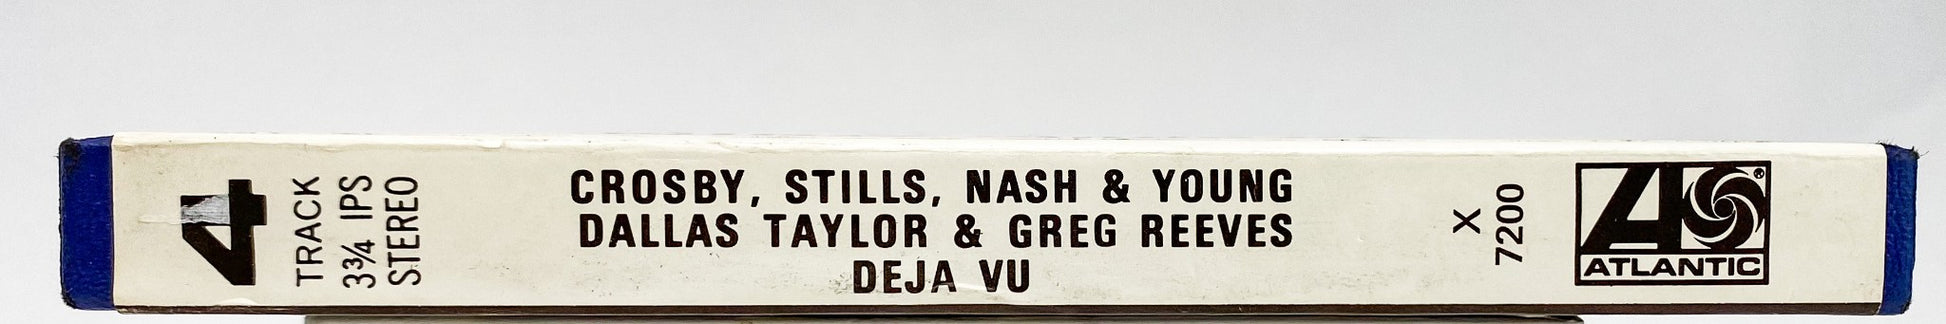 4
TRACK
3¾ IPS
STEREO
CROSBY, STILLS, NASH & YOUNG
DALLAS TAYLOR & GREG REEVES
DEJA VU
X
7200
®
ATLANTIC